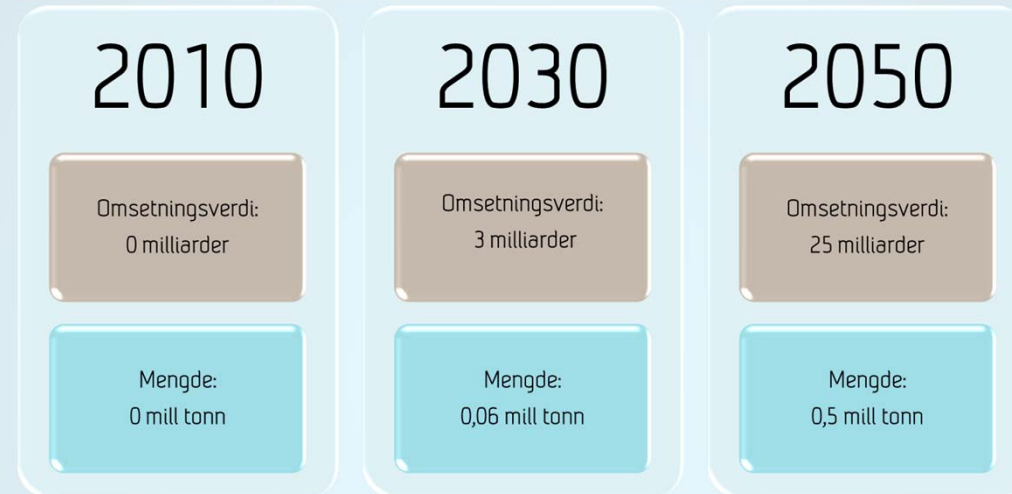 2010
Omsetningsverdi:
0 milliarder
Mengde:
0 mill tonn
2030
Omsetningsverdi:
3 milliarder
Mengde:
0,06 mill tonn
2050
Omsetningsverdi:
25 milliarder
Mengde:
0,5 mill tonn